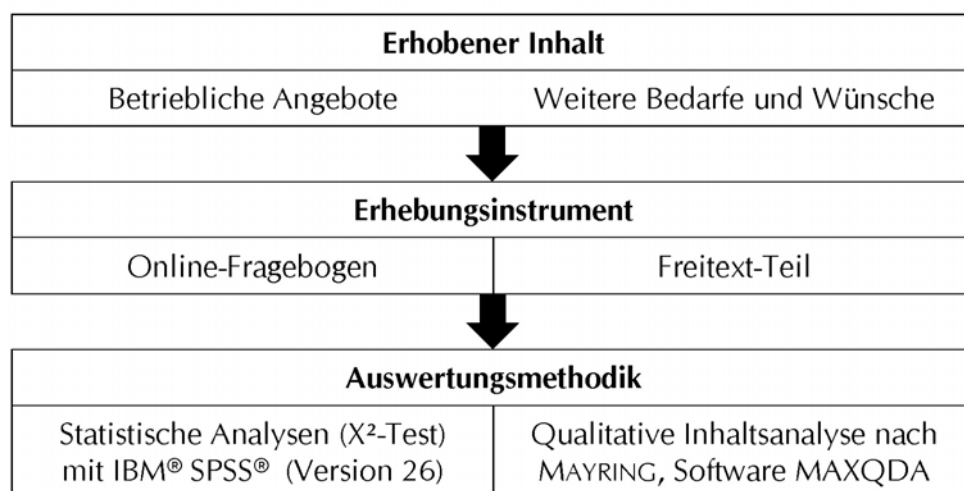 Erhobener Inhalt
Betriebliche Angebote
Weitere Bedarfe und Wünsche
Erhebungsinstrument
Online-Fragebogen
Freitext-Teil
Auswertungsmethodik
Statistische Analysen (X²-Test)
mit IBM® SPSS® (Version 26)
Qualitative Inhaltsanalyse nach
MAYRING, Software MAXQDA